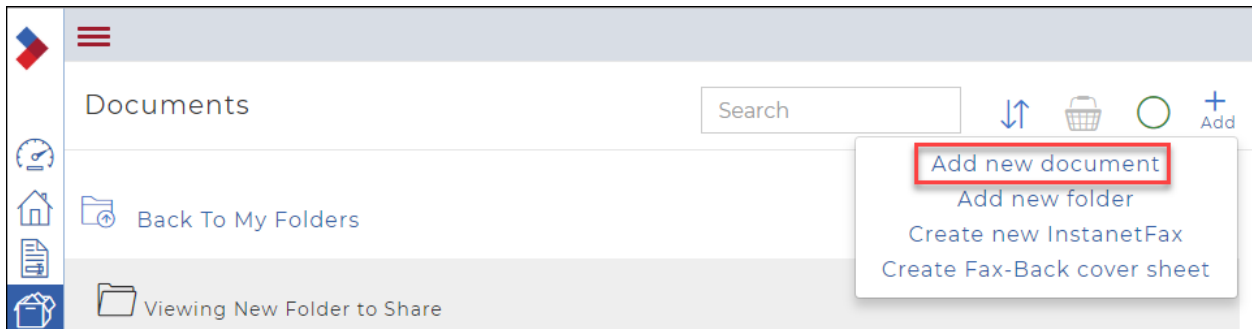 Documents
Search
Add
Add new document
Add new folder
Create new InstanetFax
Create Fax-Back cover sheet
Back To My Folders
Viewing New Folder to Share